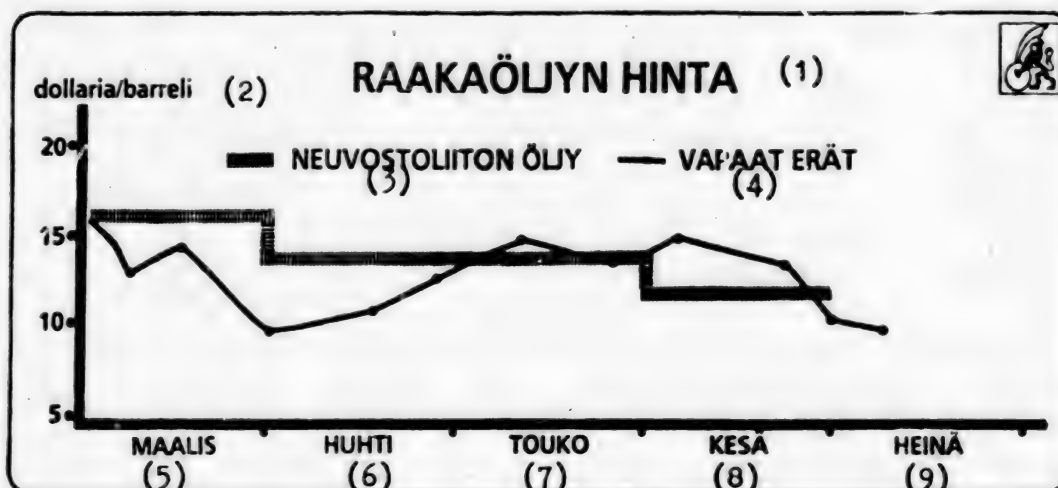 RAAKAÖLJYN HINTA (1)
dollaria/barreli (2)
20
NEUVOSTOLIITON ÖLJY VAPAAT ERÄT
(3) (4)
15
10
5
MAALIS HUHTI TOUKO KESÄ HEINÄ
(5) (6) (7) (8) (9)